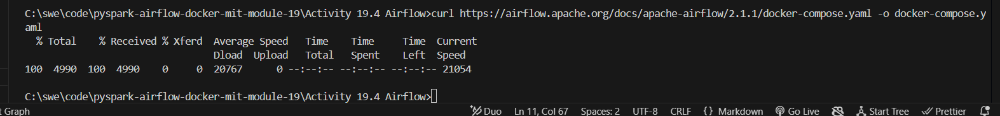 C:\swe\code\pyspark-airflow-docker-mit-module-19\Activity 19.4 Airflow>curl https://airflow.apache.org/docs/apache-airflow/2.1.1/docker-compose.yaml -o docker-compose.y
aml
  % Total    % Received % Xferd  Average Speed   Time    Time     Time  Current
                                 Dload  Upload   Total   Spent    Left  Speed
100  4990  100  4990    0     0  20767      0 --:--:-- --:--:-- --:--:-- 21054
C:\swe\code\pyspark-airflow-docker-mit-module-19\Activity 19.4 Airflow>
t Graph Duo Ln 11, Col 67 Spaces: 2 UTF-8 CRLF {} Markdown Go Live Start Tree Prettier